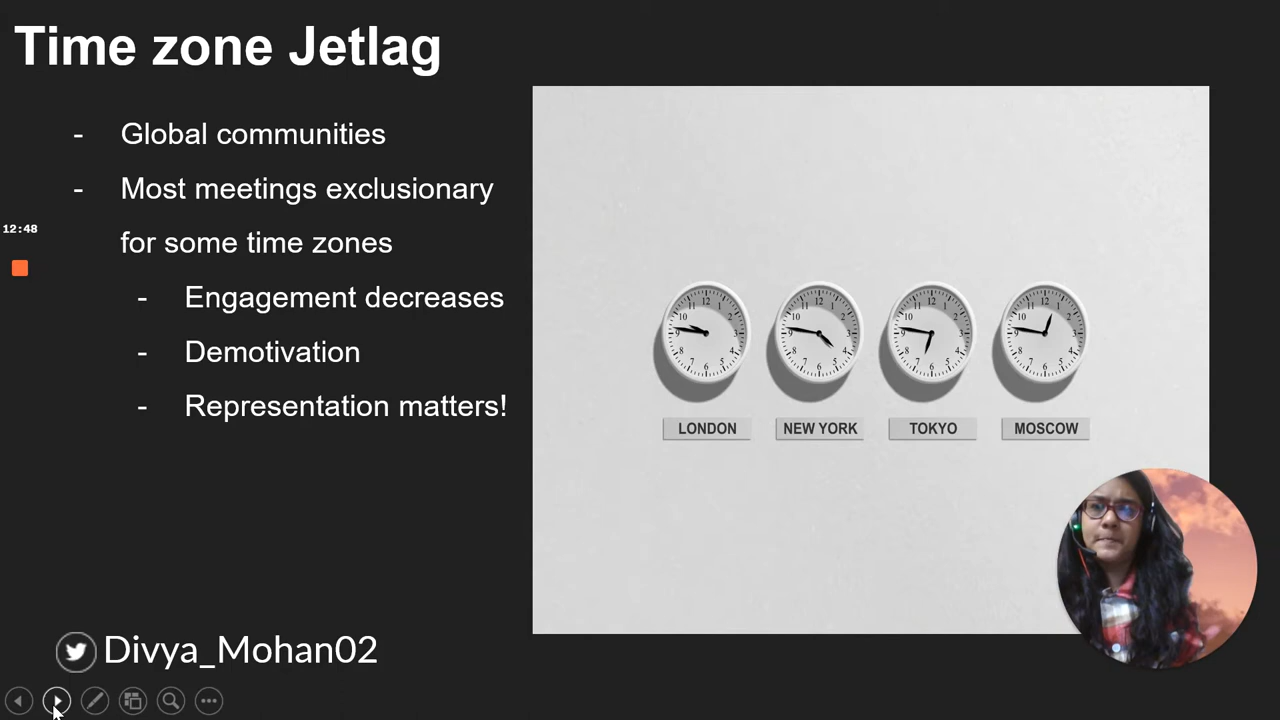 Time zone Jetlag
- Global communities
- Most meetings exclusionary
for some time zones
- Engagement decreases
- Demotivation
- Representation matters!
12:48
LONDON
NEW YORK
TOKYO
MOSCOW
Divya_Mohan02